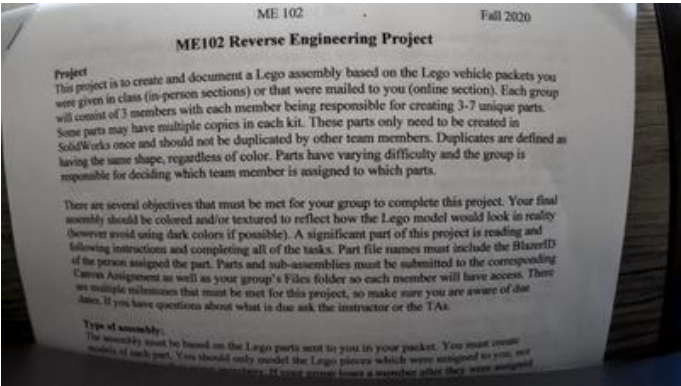 ME 102
Fall 2020
ME102 Reverse Engineering Project
Project
This project is to create and document a Lego assembly based on the Lego vehicle packets you
were given in class (in-person sections) or that were mailed to you (online section). Each group
will consist of 3 members with each member being responsible for creating 3-7 unique parts.
Some parts may have multiple copies in each kit. These parts only need to be created in
SolidWorks once and should not be duplicated by other team members. Duplicates are defined as
having the same shape, regardless of color. Parts have varying difficulty and the group is
responsible for deciding which team member is assigned to which parts.
There are several objectives that must be met for your group to complete this project. Your final
assembly should be colored and/or textured to reflect how the Lego model would look in reality
(however avoid using dark colors if possible). A significant part of this project is reading and
following instructions and completing all of the tasks. Part file names must include the BlazerID
of the person assigned the part. Parts and sub-assemblies must be submitted to the corresponding
Canvas Assignment as well as your group's Files folder so each member will have access. There
are multiple milestones that must be met for this project, so make sure you are aware of due
dates. If you have questions about what is due ask the instructor or the TAs.
Type of assembly:
The assembly must be based on the Lego parts sent to you in your packet. You must create
models of each part. You should only model the Lego pieces which were assigned to you, not
members. If your group loses a member after they were assigned